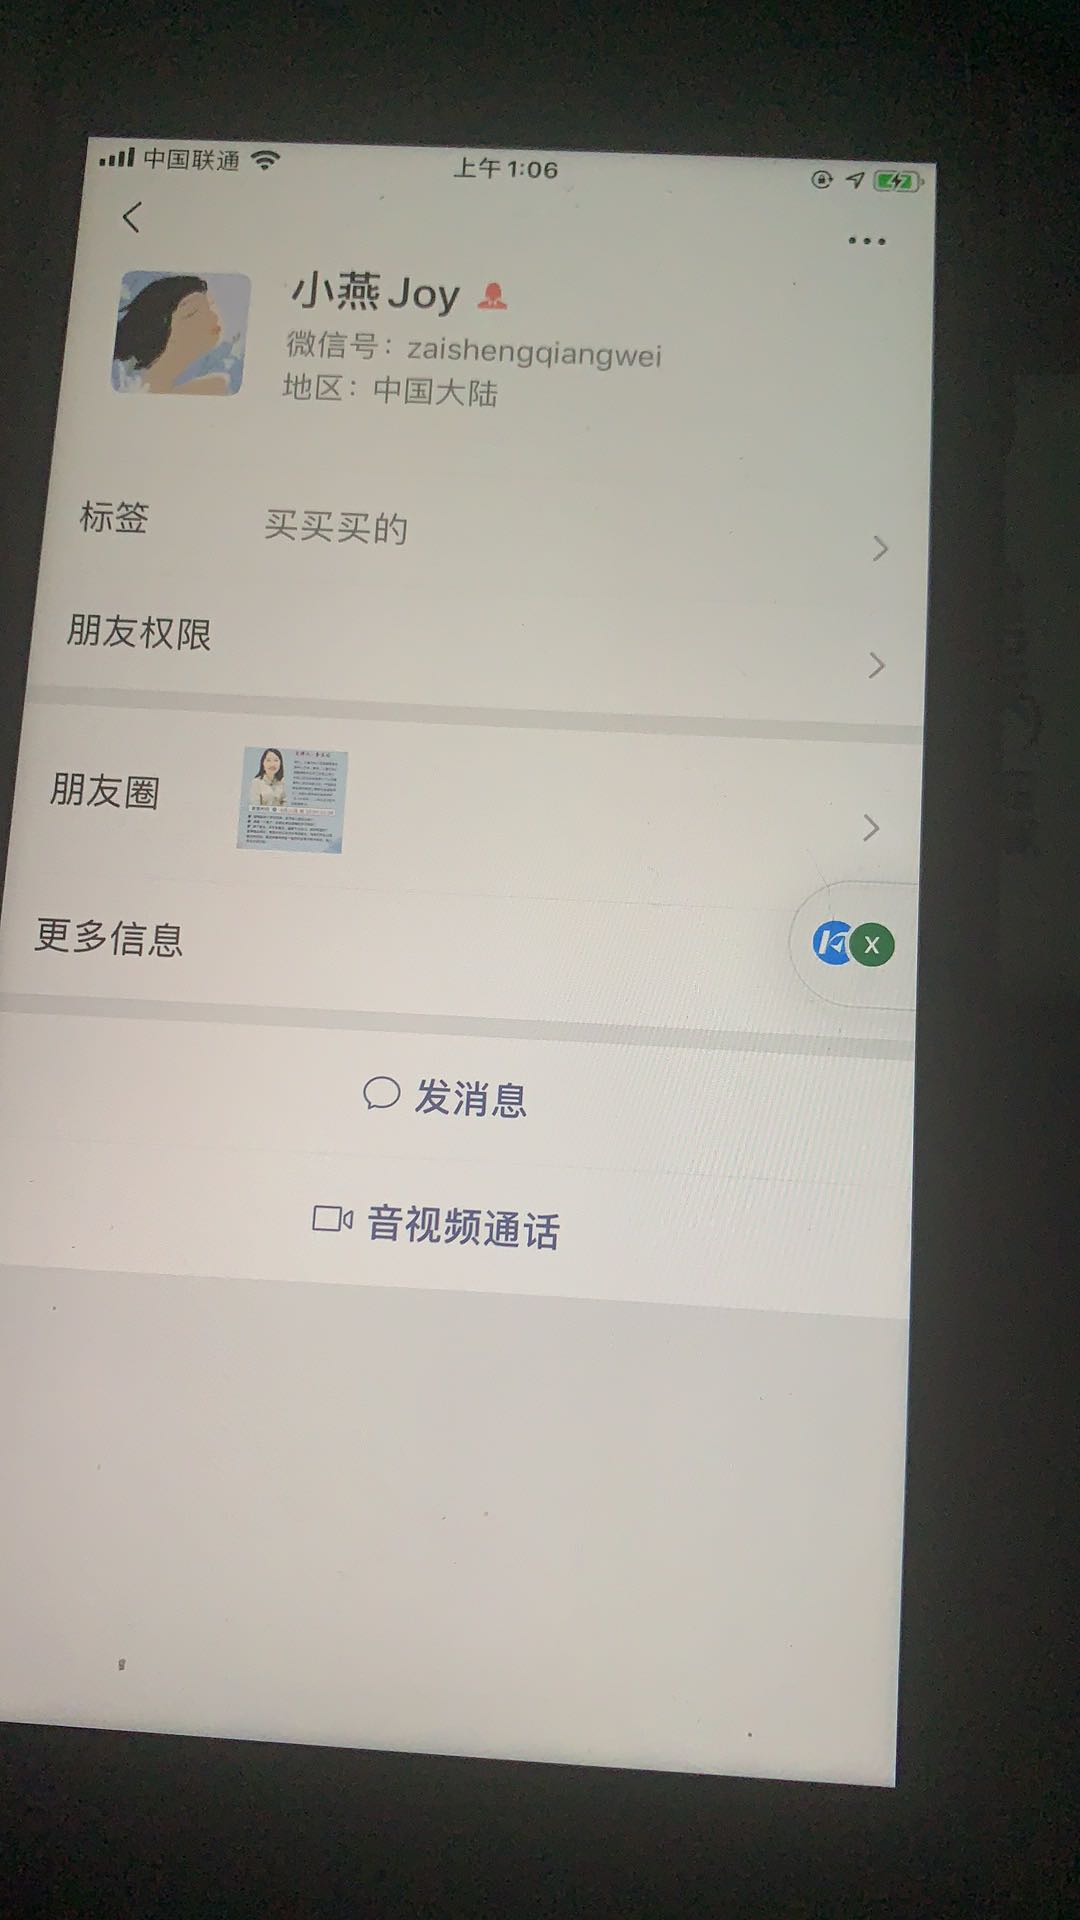 中国联通
上午1:06
小燕Joy
微信号：zaishengqiangwei
地区：中国大陆
标签 买买买的
朋友权限
朋友圈
更多信息
X
发消息
音视频通话